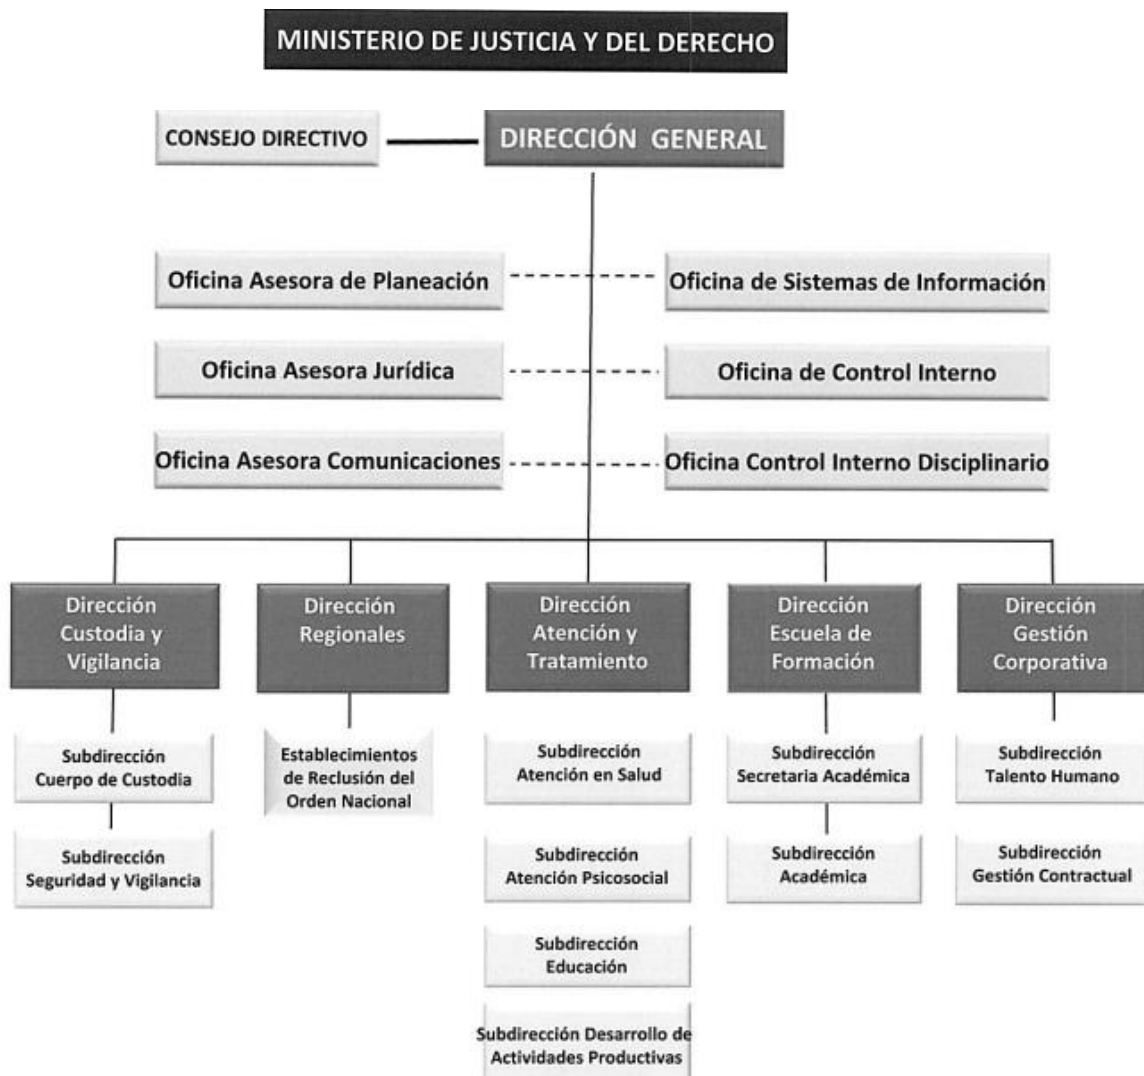 MINISTERIO DE JUSTICIA Y DEL DERECHO
CONSEJO DIRECTIVO
DIRECCIÓN GENERAL
Oficina Asesora de Planeación
Oficina de Sistemas de Información
Oficina Asesora Jurídica
Oficina de Control Interno
Oficina Asesora Comunicaciones
Oficina Control Interno Disciplinario
Dirección
Custodia y
Vigilancia
Dirección
Regionales
Dirección
Atención y
Tratamiento
Dirección
Escuela de
Formación
Dirección
Gestión
Corporativa
Subdirección
Cuerpo de Custodia
Subdirección
Seguridad y Vigilancia
Establecimientos
de Reclusión del
Orden Nacional
Subdirección
Atención en Salud
Subdirección
Atención Psicosocial
Subdirección
Educación
Subdirección Desarrollo de
Actividades Productivas
Subdirección
Secretaria Académica
Subdirección
Académica
Subdirección
Talento Humano
Subdirección
Gestión Contractual